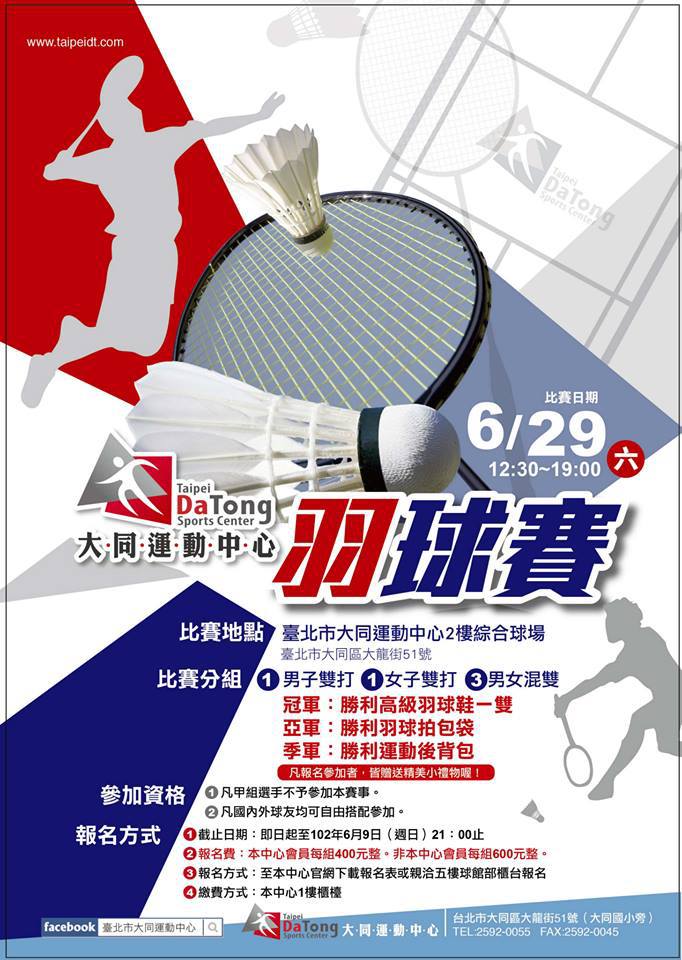 www.taipeidt.com
Taipei
DaTong
Sports Center
比賽日期
6/29 六
12:30~19:00
Taipei
DaTong
Sports Center
大·同·運·動·中·心
羽球賽
比賽地點 臺北市大同運動中心2樓綜合球場
臺北市大同區大龍街51號
比賽分組 1男子雙打 1女子雙打 3男女混雙
冠軍：勝利高級羽球鞋一雙
亞軍：勝利羽球拍包袋
季軍：勝利運動後背包
凡報名參加者，皆贈送精美小禮物喔！
參加資格 1凡甲組選手不予參加本賽事。
2凡國內外球友均可自由搭配參加。
報名方式 1截止日期：即日起至102年6月9日（週日）21：00止
2報名費：本中心會員每組400元整。非本中心會員每組600元整。
3報名方式：至本中心官網下載報名表或親洽五樓球館部櫃台報名
4繳費方式：本中心1樓櫃檯
facebook 臺北市大同運動中心
Taipei
DaTong
Sports Center
大·同·運·動·中·心
台北市大同區大龍街51號（大同國小旁）
TEL:2592-0055 FAX:2592-0045